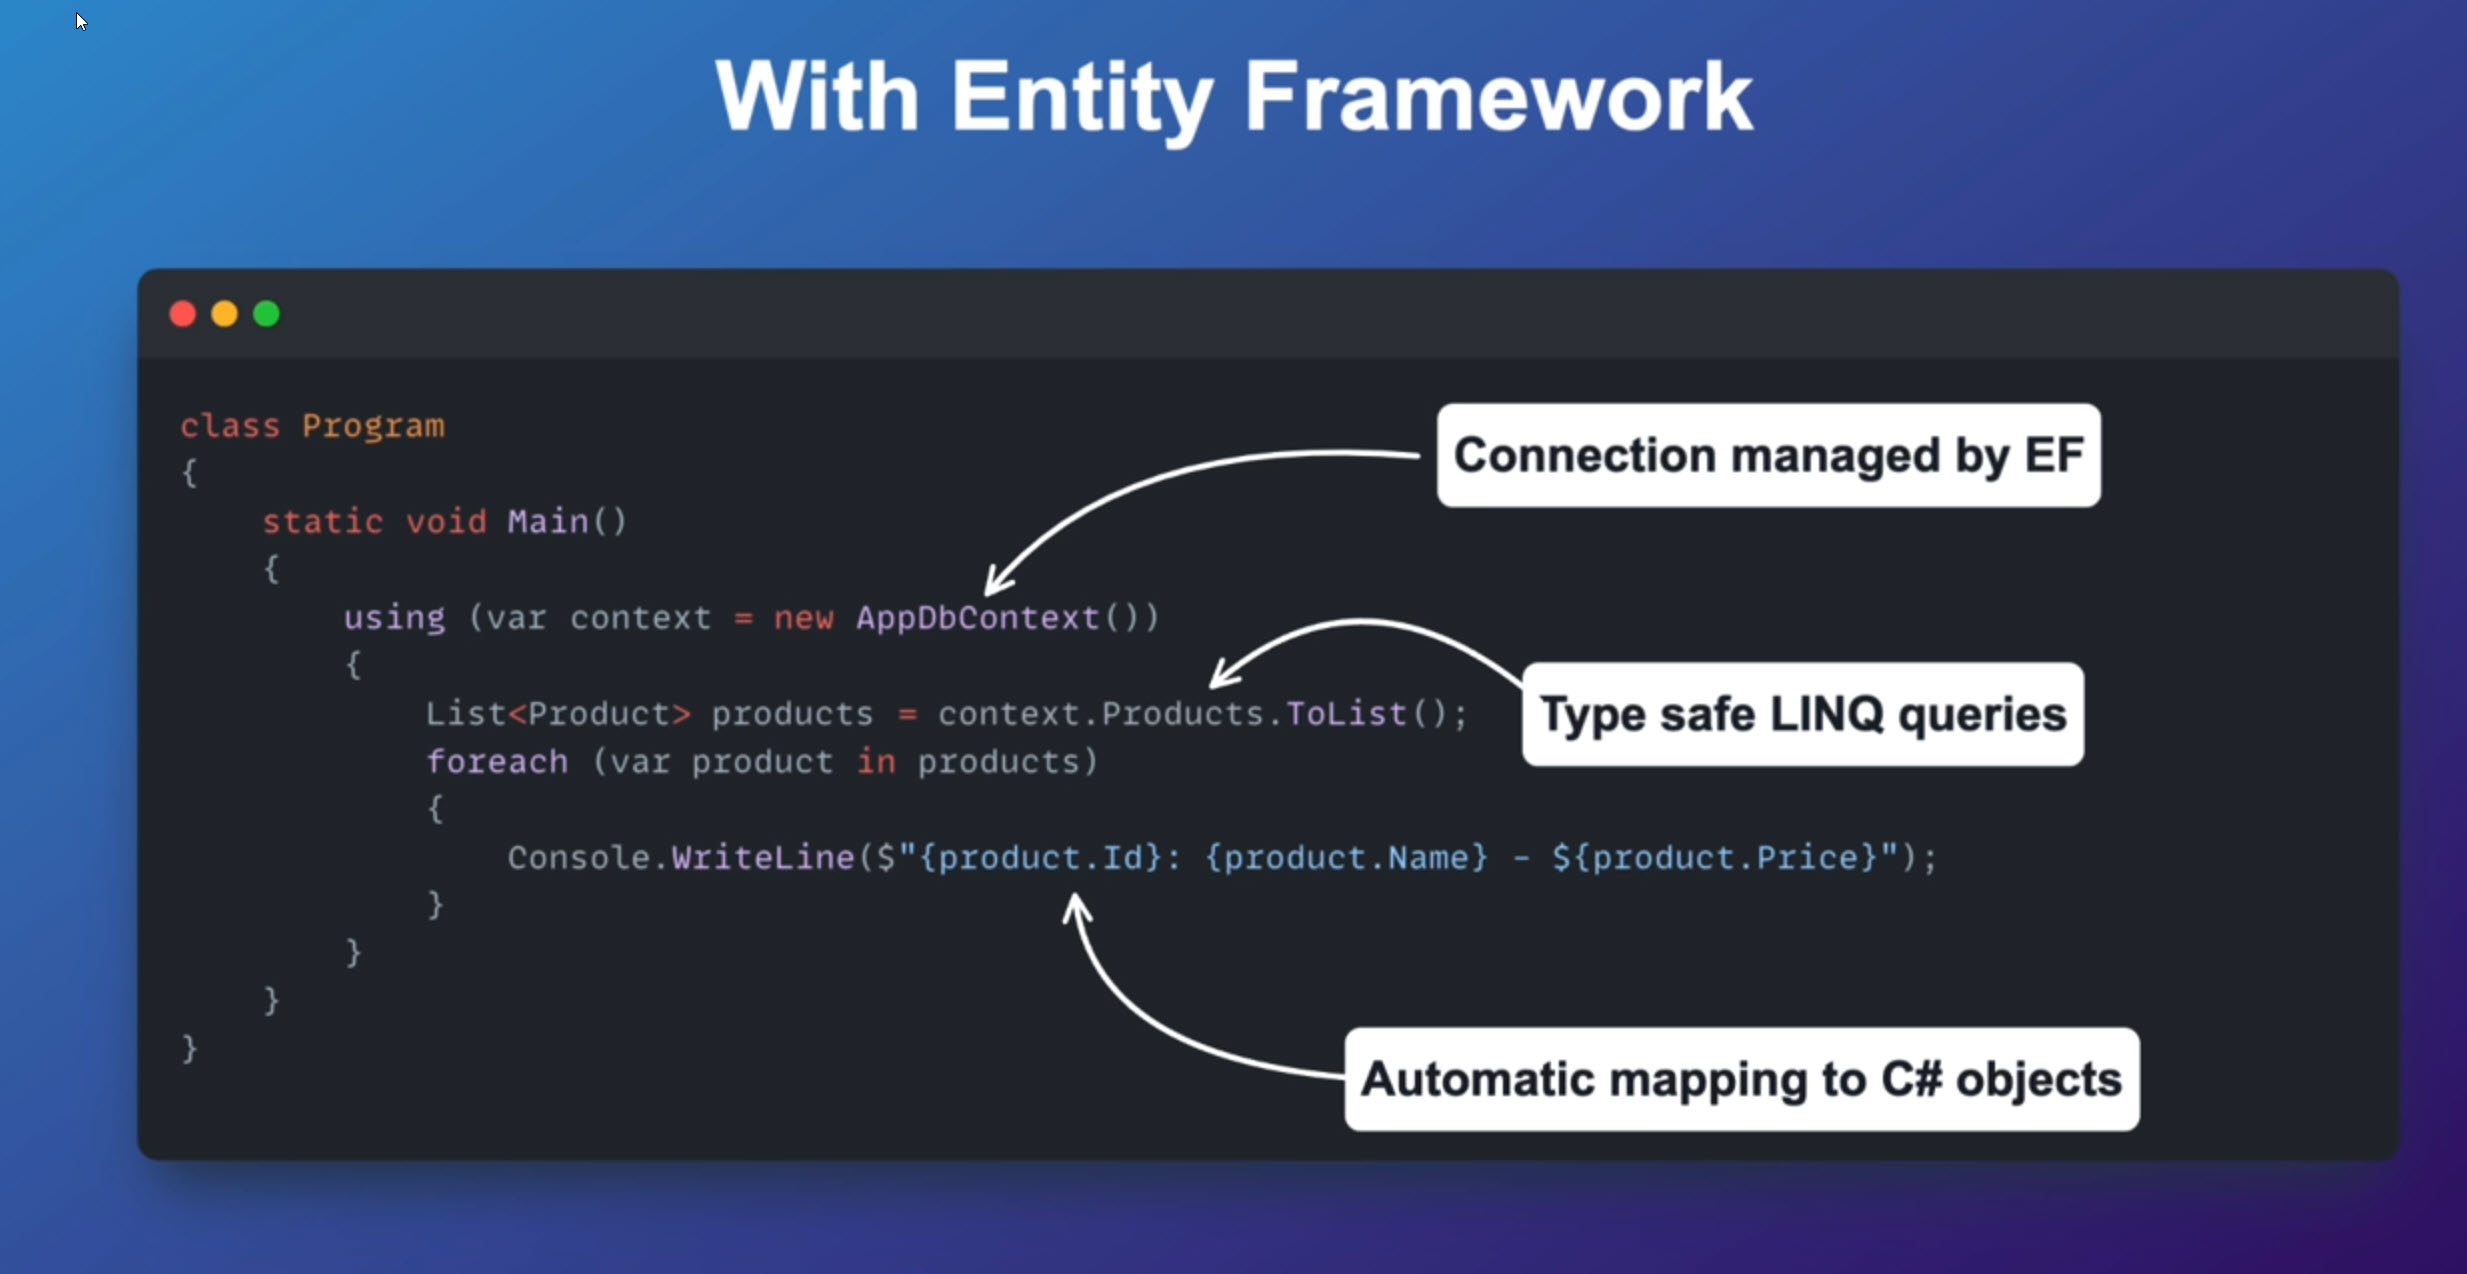 With Entity Framework
class Program
{
    static void Main()
    {
        using (var context = new AppDbContext())
        {
            List<Product> products = context.Products.ToList();
            foreach (var product in products)
            {
                Console.WriteLine($"{product.Id}: {product.Name} - ${product.Price}");
            }
        }
    }
}
Connection managed by EF
Type safe LINQ queries
Automatic mapping to C# objects